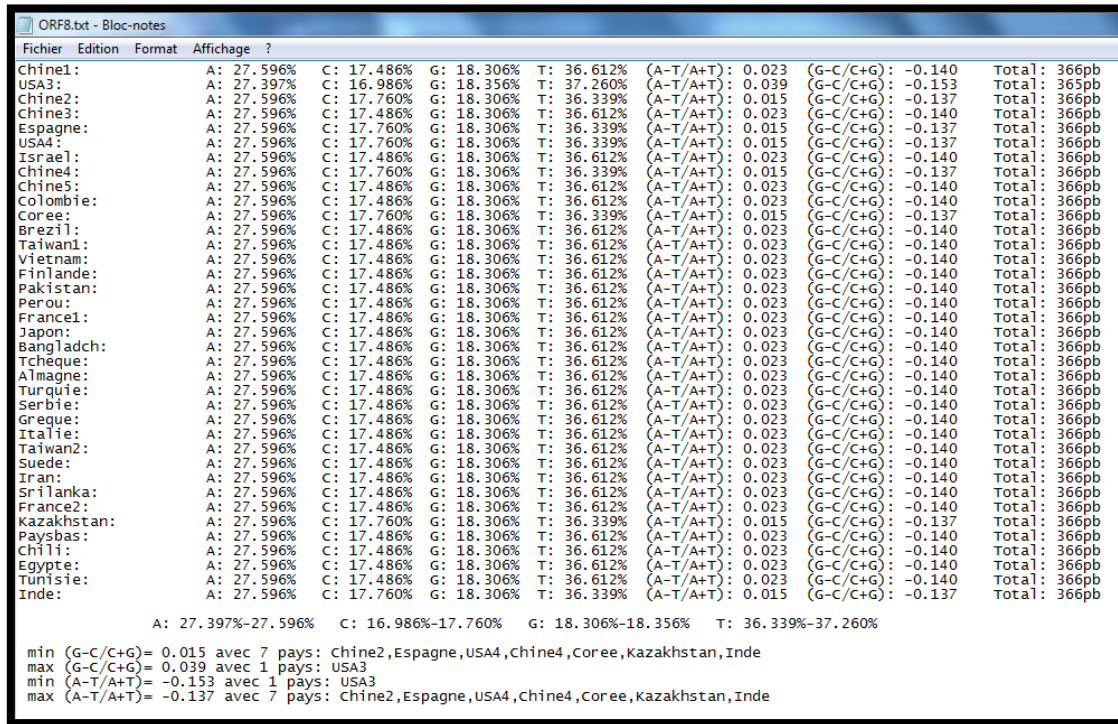 ORF8.txt - Bloc-notes
Fichier Edition Format Affichage ?
Chine1: A: 27.596% C: 17.486% G: 18.306% T: 36.612% (A-T/A+T): 0.023 (G-C/C+G): -0.140 Total: 366pb
USA3: A: 27.397% C: 16.986% G: 18.356% T: 37.260% (A-T/A+T): 0.039 (G-C/C+G): -0.153 Total: 365pb
Chine2: A: 27.596% C: 17.760% G: 18.306% T: 36.339% (A-T/A+T): 0.015 (G-C/C+G): -0.137 Total: 366pb
Chine3: A: 27.596% C: 17.486% G: 18.306% T: 36.612% (A-T/A+T): 0.023 (G-C/C+G): -0.140 Total: 366pb
Espagne: A: 27.596% C: 17.760% G: 18.306% T: 36.339% (A-T/A+T): 0.015 (G-C/C+G): -0.137 Total: 366pb
USA4: A: 27.596% C: 17.760% G: 18.306% T: 36.339% (A-T/A+T): 0.015 (G-C/C+G): -0.137 Total: 366pb
Israel: A: 27.596% C: 17.486% G: 18.306% T: 36.612% (A-T/A+T): 0.023 (G-C/C+G): -0.140 Total: 366pb
Chine4: A: 27.596% C: 17.760% G: 18.306% T: 36.339% (A-T/A+T): 0.015 (G-C/C+G): -0.137 Total: 366pb
Chine5: A: 27.596% C: 17.486% G: 18.306% T: 36.612% (A-T/A+T): 0.023 (G-C/C+G): -0.140 Total: 366pb
Colombie: A: 27.596% C: 17.486% G: 18.306% T: 36.612% (A-T/A+T): 0.023 (G-C/C+G): -0.140 Total: 366pb
Coree: A: 27.596% C: 17.760% G: 18.306% T: 36.339% (A-T/A+T): 0.015 (G-C/C+G): -0.137 Total: 366pb
Brezil: A: 27.596% C: 17.486% G: 18.306% T: 36.612% (A-T/A+T): 0.023 (G-C/C+G): -0.140 Total: 366pb
Taiwan1: A: 27.596% C: 17.486% G: 18.306% T: 36.612% (A-T/A+T): 0.023 (G-C/C+G): -0.140 Total: 366pb
Vietnam: A: 27.596% C: 17.486% G: 18.306% T: 36.612% (A-T/A+T): 0.023 (G-C/C+G): -0.140 Total: 366pb
Finlande: A: 27.596% C: 17.486% G: 18.306% T: 36.612% (A-T/A+T): 0.023 (G-C/C+G): -0.140 Total: 366pb
Pakistan: A: 27.596% C: 17.486% G: 18.306% T: 36.612% (A-T/A+T): 0.023 (G-C/C+G): -0.140 Total: 366pb
Perou: A: 27.596% C: 17.486% G: 18.306% T: 36.612% (A-T/A+T): 0.023 (G-C/C+G): -0.140 Total: 366pb
France1: A: 27.596% C: 17.486% G: 18.306% T: 36.612% (A-T/A+T): 0.023 (G-C/C+G): -0.140 Total: 366pb
Japon: A: 27.596% C: 17.486% G: 18.306% T: 36.612% (A-T/A+T): 0.023 (G-C/C+G): -0.140 Total: 366pb
Bangladch: A: 27.596% C: 17.486% G: 18.306% T: 36.612% (A-T/A+T): 0.023 (G-C/C+G): -0.140 Total: 366pb
Tcheque: A: 27.596% C: 17.486% G: 18.306% T: 36.612% (A-T/A+T): 0.023 (G-C/C+G): -0.140 Total: 366pb
Almagne: A: 27.596% C: 17.486% G: 18.306% T: 36.612% (A-T/A+T): 0.023 (G-C/C+G): -0.140 Total: 366pb
Turquie: A: 27.596% C: 17.486% G: 18.306% T: 36.612% (A-T/A+T): 0.023 (G-C/C+G): -0.140 Total: 366pb
Serbie: A: 27.596% C: 17.486% G: 18.306% T: 36.612% (A-T/A+T): 0.023 (G-C/C+G): -0.140 Total: 366pb
Greque: A: 27.596% C: 17.486% G: 18.306% T: 36.612% (A-T/A+T): 0.023 (G-C/C+G): -0.140 Total: 366pb
Italie: A: 27.596% C: 17.486% G: 18.306% T: 36.612% (A-T/A+T): 0.023 (G-C/C+G): -0.140 Total: 366pb
Taiwan2: A: 27.596% C: 17.486% G: 18.306% T: 36.612% (A-T/A+T): 0.023 (G-C/C+G): -0.140 Total: 366pb
Suede: A: 27.596% C: 17.486% G: 18.306% T: 36.612% (A-T/A+T): 0.023 (G-C/C+G): -0.140 Total: 366pb
Iran: A: 27.596% C: 17.486% G: 18.306% T: 36.612% (A-T/A+T): 0.023 (G-C/C+G): -0.140 Total: 366pb
Srilanka: A: 27.596% C: 17.486% G: 18.306% T: 36.612% (A-T/A+T): 0.023 (G-C/C+G): -0.140 Total: 366pb
France2: A: 27.596% C: 17.486% G: 18.306% T: 36.612% (A-T/A+T): 0.023 (G-C/C+G): -0.140 Total: 366pb
Kazakhstan: A: 27.596% C: 17.760% G: 18.306% T: 36.339% (A-T/A+T): 0.015 (G-C/C+G): -0.137 Total: 366pb
Paysbas: A: 27.596% C: 17.486% G: 18.306% T: 36.612% (A-T/A+T): 0.023 (G-C/C+G): -0.140 Total: 366pb
Chili: A: 27.596% C: 17.486% G: 18.306% T: 36.612% (A-T/A+T): 0.023 (G-C/C+G): -0.140 Total: 366pb
Egypte: A: 27.596% C: 17.486% G: 18.306% T: 36.612% (A-T/A+T): 0.023 (G-C/C+G): -0.140 Total: 366pb
Tunisie: A: 27.596% C: 17.486% G: 18.306% T: 36.612% (A-T/A+T): 0.023 (G-C/C+G): -0.140 Total: 366pb
Inde: A: 27.596% C: 17.760% G: 18.306% T: 36.339% (A-T/A+T): 0.015 (G-C/C+G): -0.137 Total: 366pb
A: 27.397%-27.596% C: 16.986%-17.760% G: 18.306%-18.356% T: 36.339%-37.260%
min (G-C/C+G)= 0.015 avec 7 pays: Chine2,Espagne,USA4,Chine4,Coree,Kazakhstan,Inde
max (G-C/C+G)= 0.039 avec 1 pays: USA3
min (A-T/A+T)= -0.153 avec 1 pays: USA3
max (A-T/A+T)= -0.137 avec 7 pays: Chine2,Espagne,USA4,Chine4,Coree,Kazakhstan,Inde